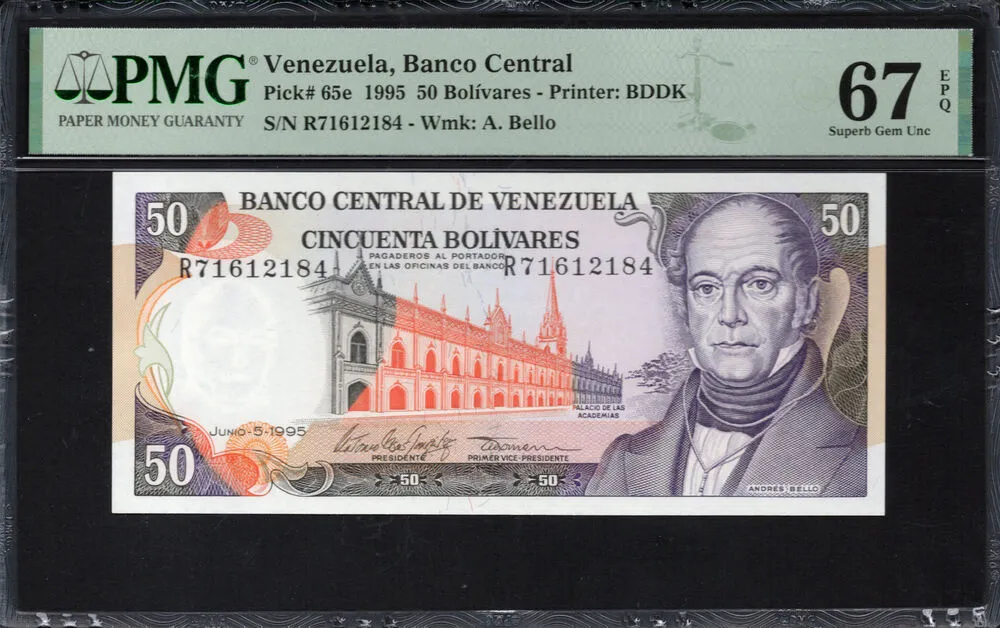 PMG®
PAPER MONEY GUARANTY
Venezuela, Banco Central
Pick# 65e 1995 50 Bolívares - Printer: BDDK
S/N R71612184 - Wmk: A. Bello
67
EPQ
Superb Gem Unc
50
BANCO CENTRAL DE VENEZUELA
50
CINCUENTA BOLÍVARES
PAGADEROS AL PORTADOR
EN LAS OFICINAS DEL BANCO
R71612184
R71612184
PALACIO DE LAS
ACADEMIAS
JUNIO-5-1995
PRESIDENTE
PRIMER VICE-PRESIDENTE
50
50
50
ANDRÉS BELLO